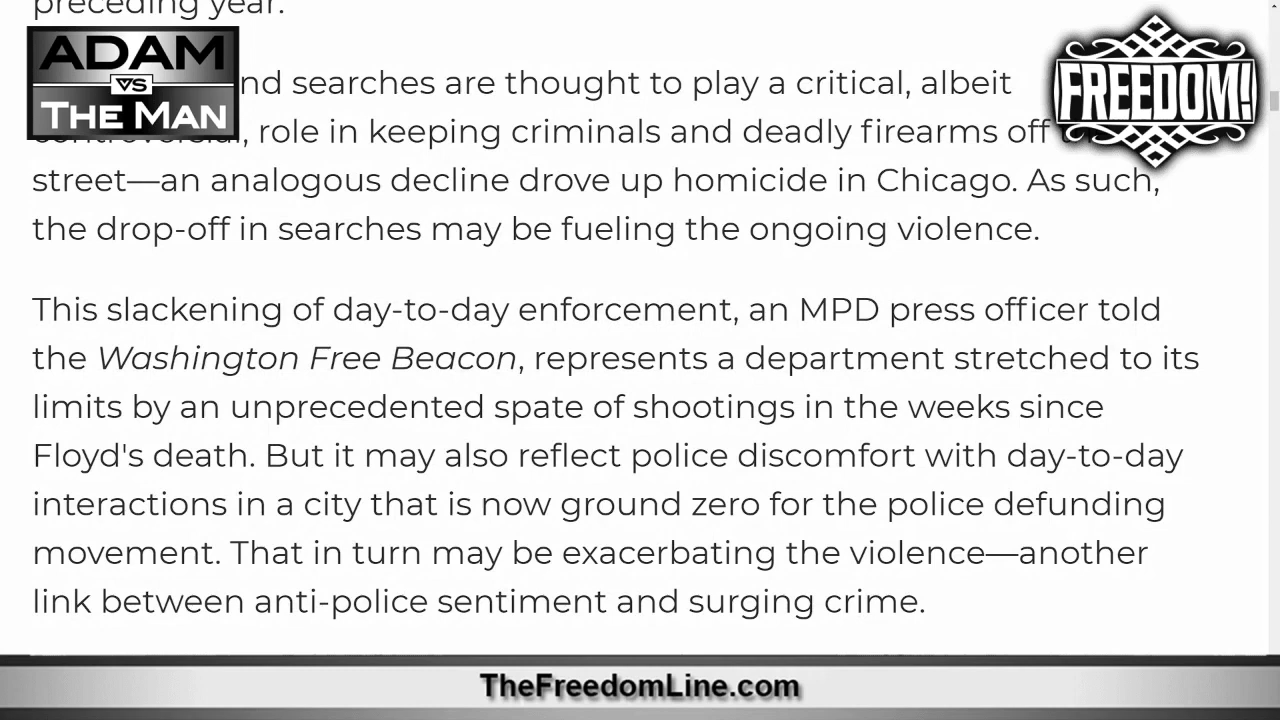 preceding year.
ADAM
VS
THE MAN
FREEDOM!
nd searches are thought to play a critical, albeit
controversial, role in keeping criminals and deadly firearms off
street—an analogous decline drove up homicide in Chicago. As such,
the drop-off in searches may be fueling the ongoing violence.
This slackening of day-to-day enforcement, an MPD press officer told
the Washington Free Beacon, represents a department stretched to its
limits by an unprecedented spate of shootings in the weeks since
Floyd's death. But it may also reflect police discomfort with day-to-day
interactions in a city that is now ground zero for the police defunding
movement. That in turn may be exacerbating the violence—another
link between anti-police sentiment and surging crime.
TheFreedomLine.com